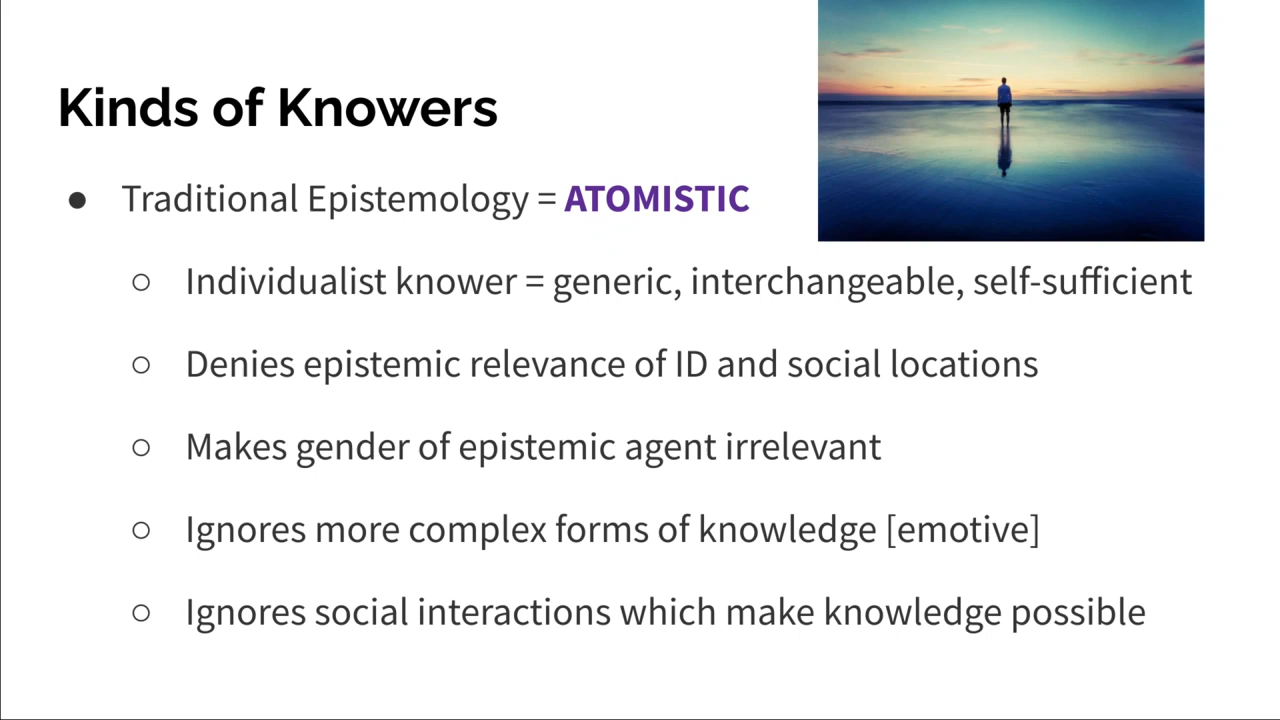 Kinds of Knowers
● Traditional Epistemology = ATOMISTIC
○ Individualist knower = generic, interchangeable, self-sufficient
○ Denies epistemic relevance of ID and social locations
○ Makes gender of epistemic agent irrelevant
○ Ignores more complex forms of knowledge [emotive]
○ Ignores social interactions which make knowledge possible